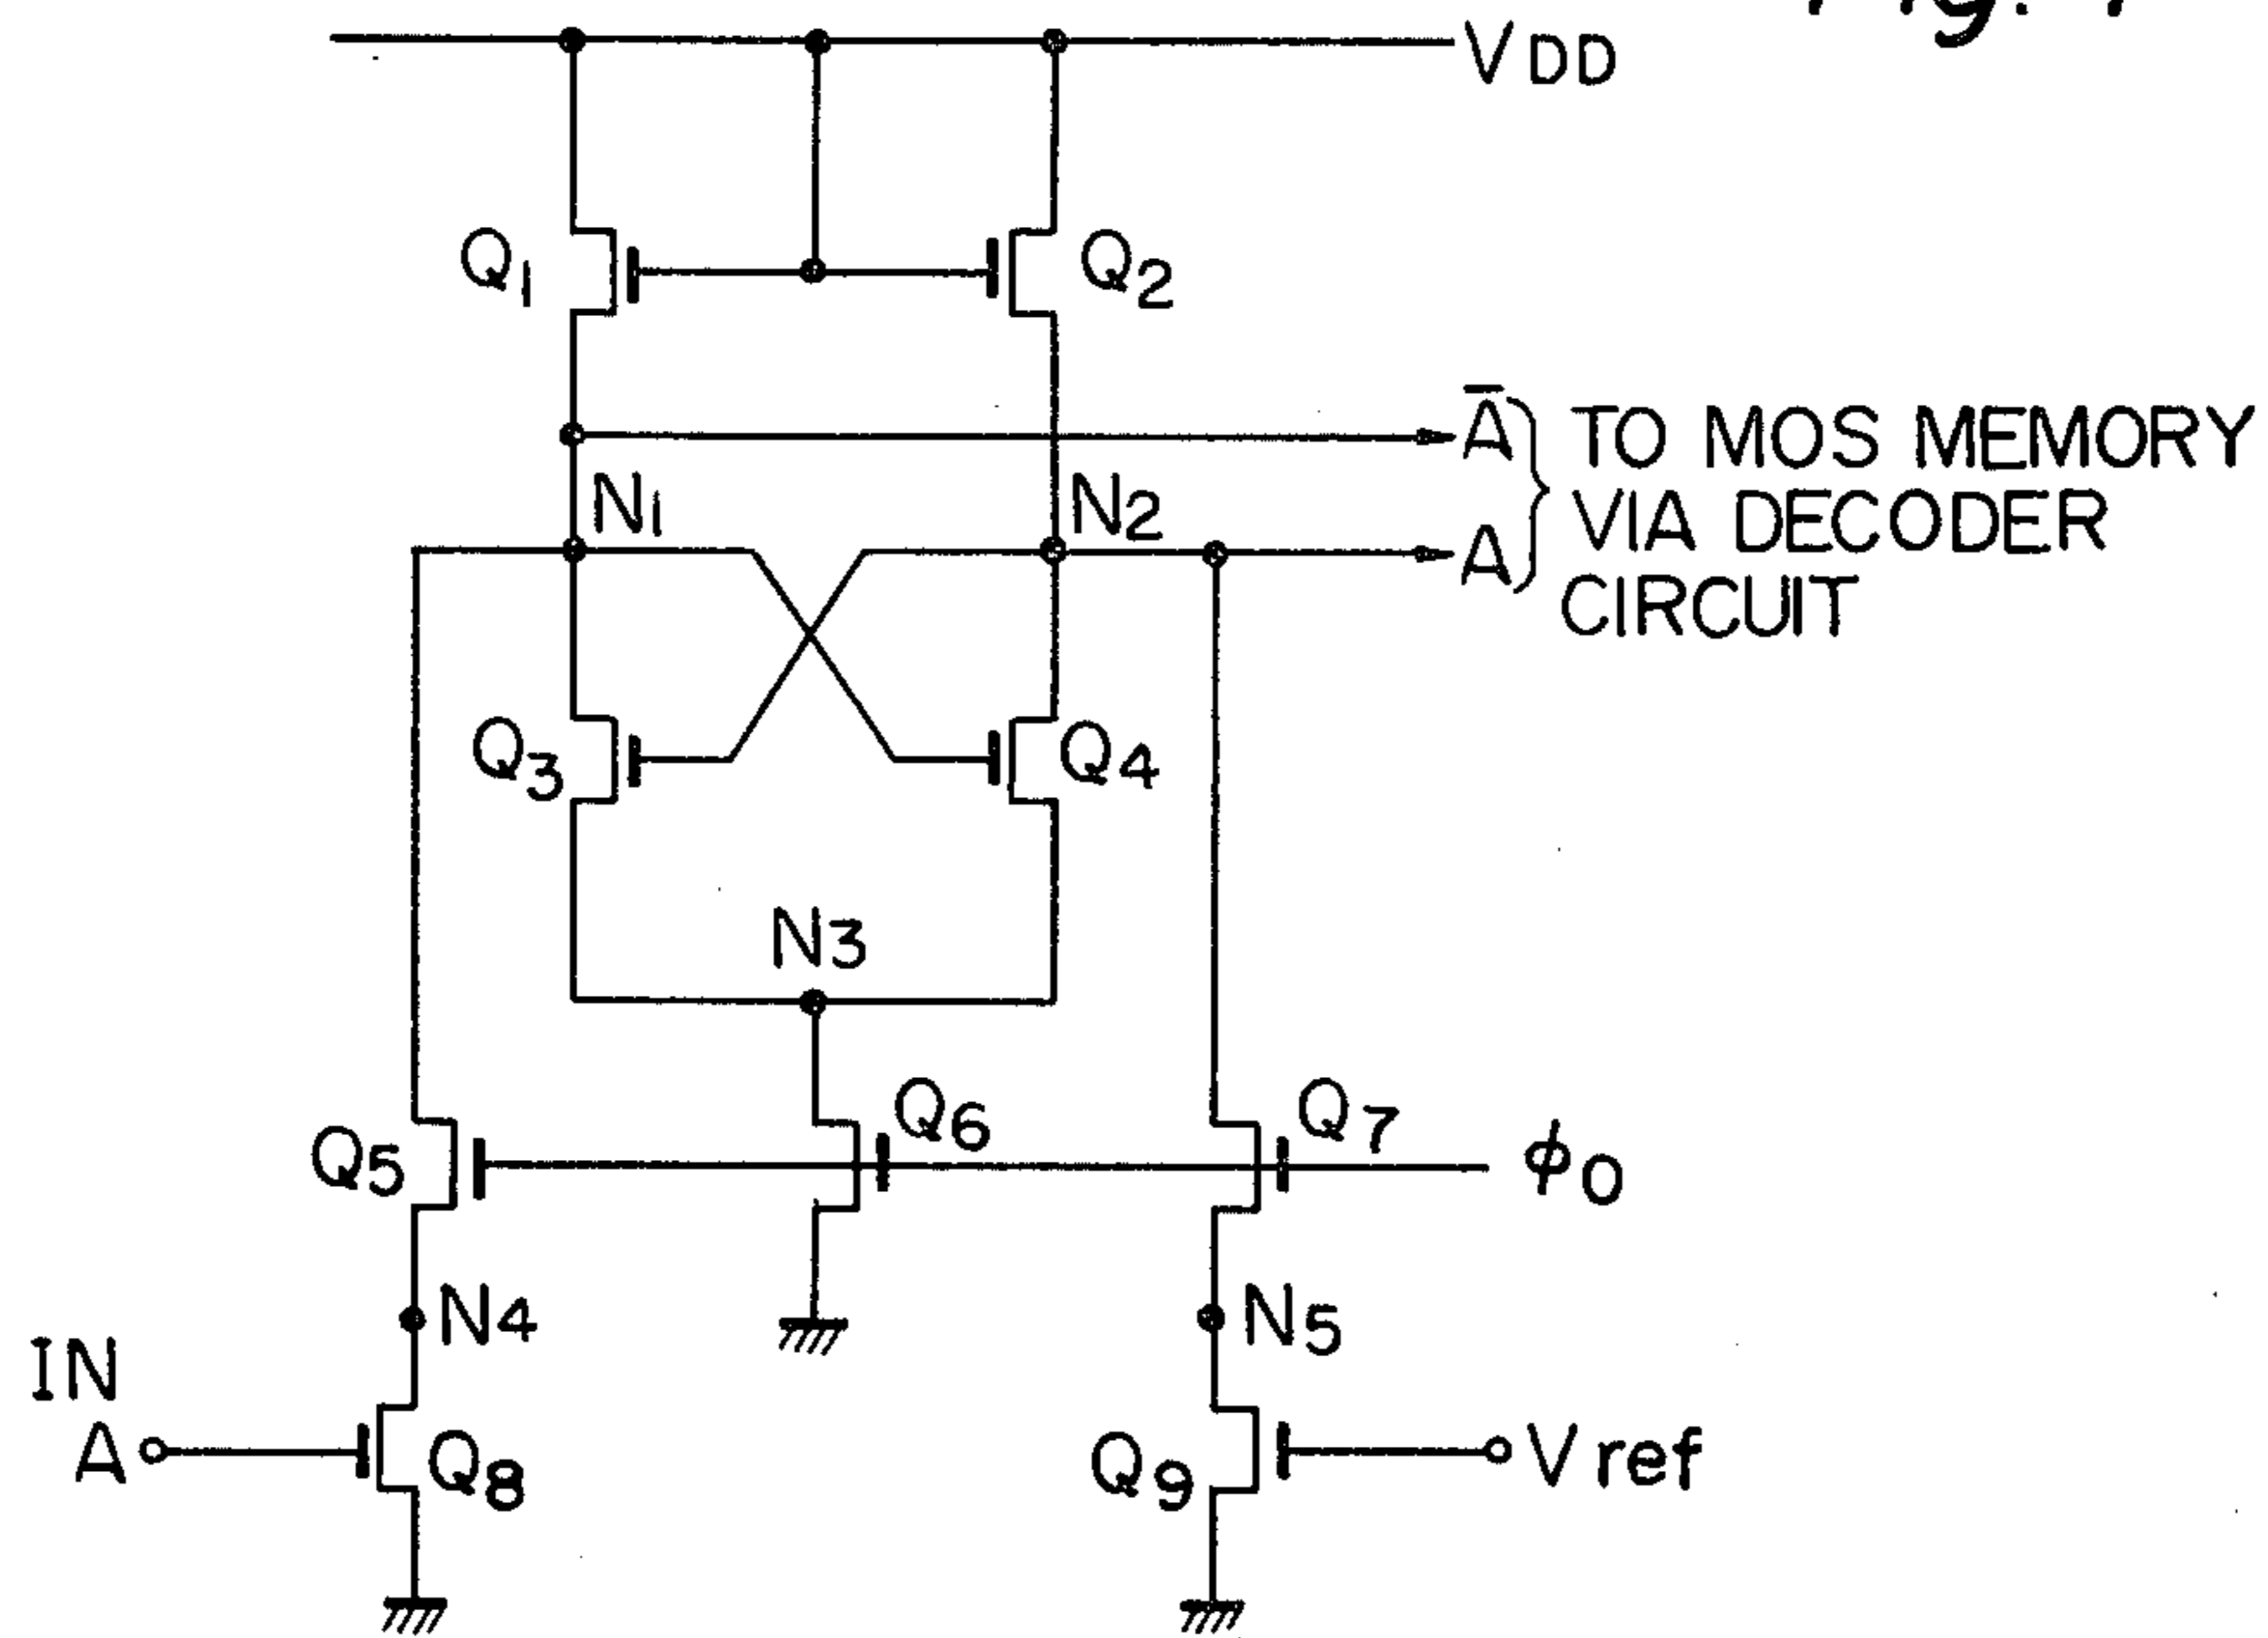 VDD
Q1
Q2
Ā
TO MOS MEMORY
N1
N2
VIA DECODER
A
CIRCUIT
Q3
Q4
N3
Q6
Q7
Q5
φ0
N4
N5
IN
A
Q8
Q9
Vref